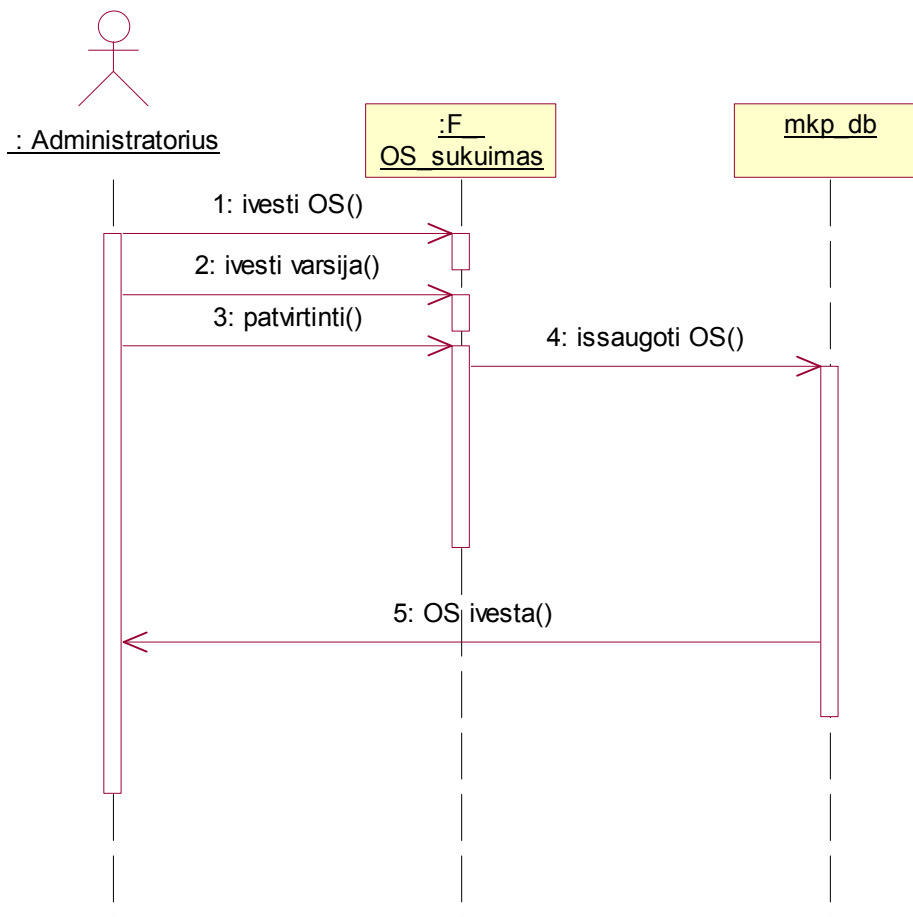 : Administratorius
:F_
OS_sukuimas
mkp_db
1: ivesti OS()
2: ivesti varsija()
3: patvirtinti()
4: issaugoti OS()
5: OS ivesta()